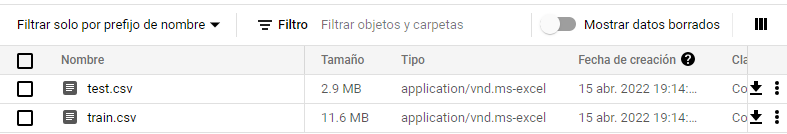 Filtrar solo por prefijo de nombre Filtro Filtrar objetos y carpetas Mostrar datos borrados
Nombre Tamaño Tipo Fecha de creación Cla
test.csv 2.9 MB application/vnd.ms-excel 15 abr. 2022 19:14:... Co
train.csv 11.6 MB application/vnd.ms-excel 15 abr. 2022 19:14:... Co